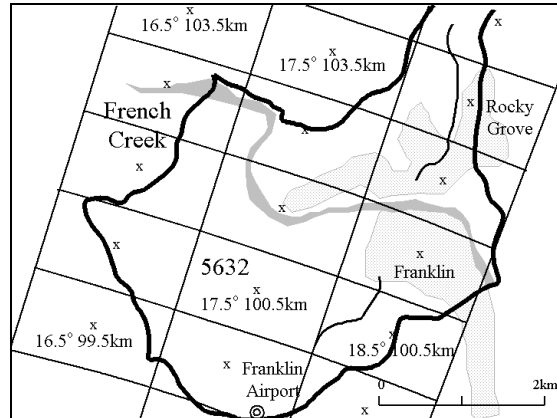 x
16.5° 103.5km
x
17.5° 103.5km
x
x
French
Creek
Rocky
Grove
x
x
x
x
x
x
x
Franklin
5632
x
17.5° 100.5km
x
16.5° 99.5km
x
18.5° 100.5km
x
Franklin
Airport
0
2km
x